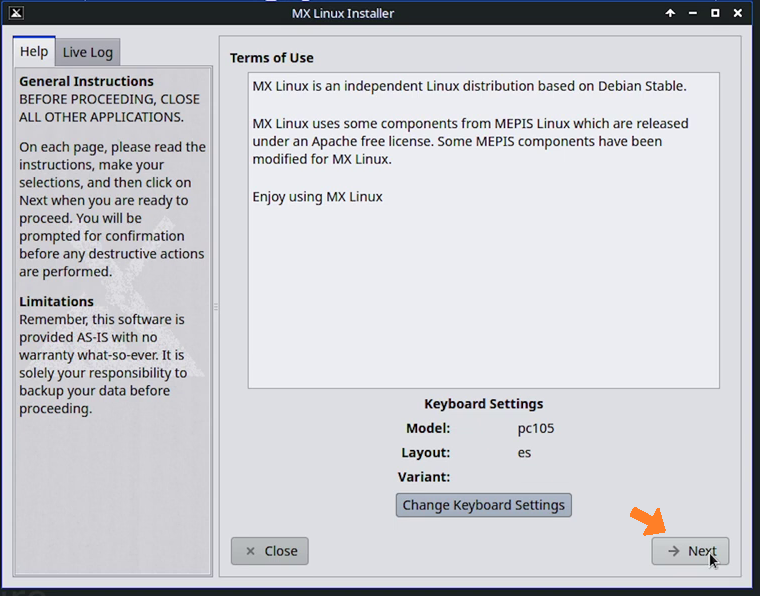 MX Linux Installer
Help
Live Log
General Instructions
BEFORE PROCEEDING, CLOSE
ALL OTHER APPLICATIONS.
On each page, please read the
instructions, make your
selections, and then click on
Next when you are ready to
proceed. You will be
prompted for confirmation
before any destructive actions
are performed.
Limitations
Remember, this software is
provided AS-IS with no
warranty what-so-ever. It is
solely your responsibility to
backup your data before
proceeding.
Terms of Use
MX Linux is an independent Linux distribution based on Debian Stable.
MX Linux uses some components from MEPIS Linux which are released
under an Apache free license. Some MEPIS components have been
modified for MX Linux.
Enjoy using MX Linux
Keyboard Settings
Model: pc105
Layout: es
Variant:
Change Keyboard Settings
Close
Next